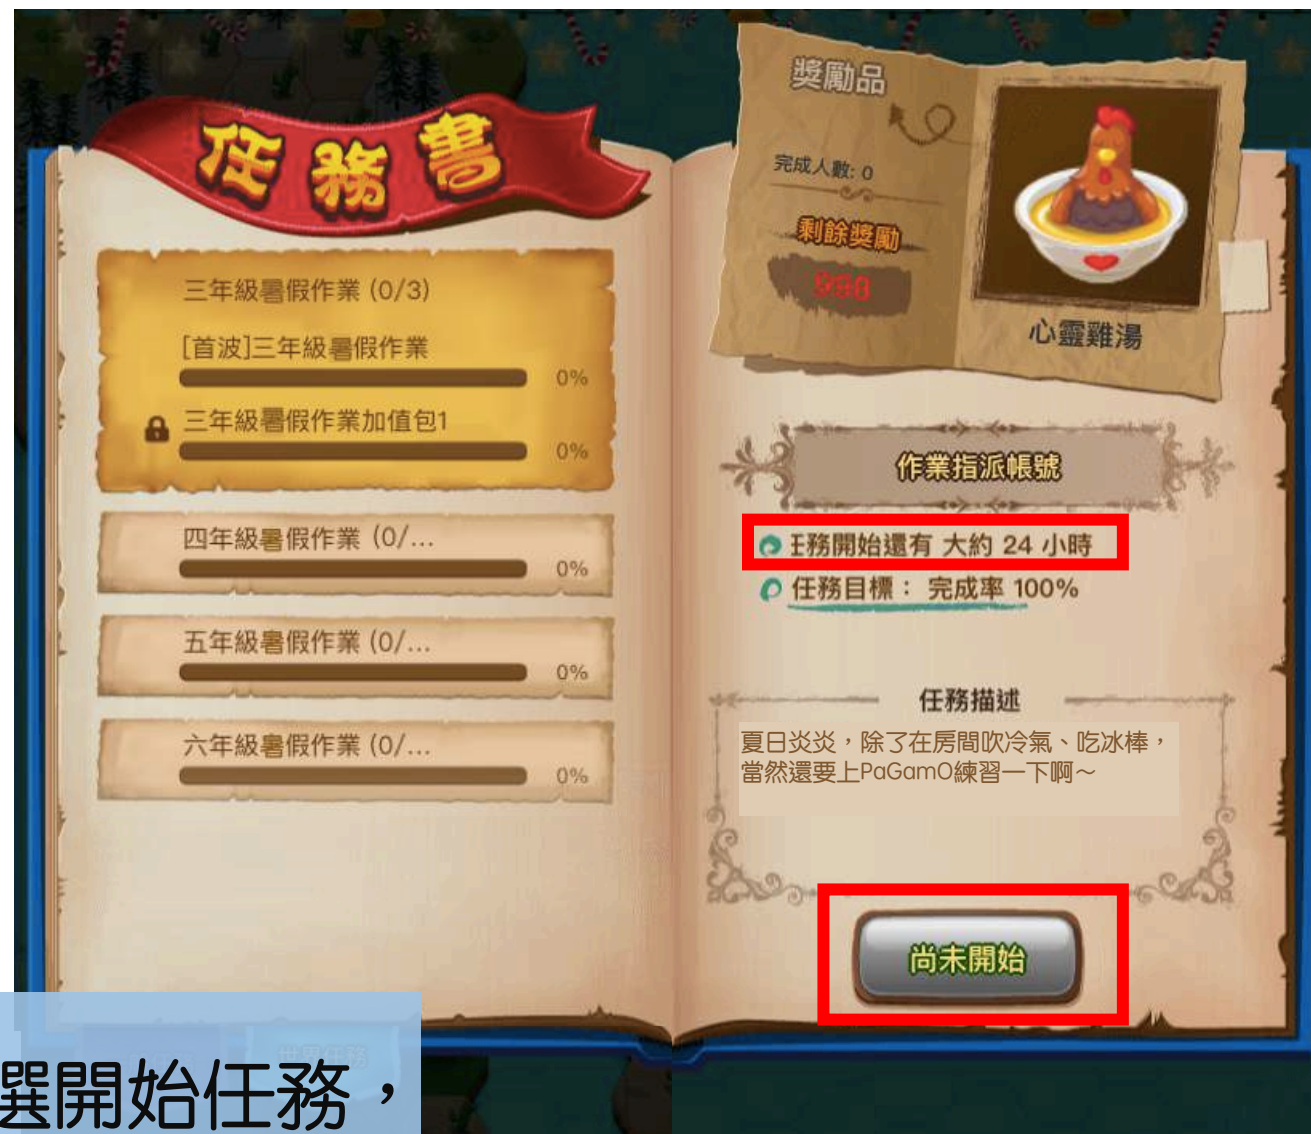 任務書
三年級暑假作業 (0/3)
[首波]三年級暑假作業
0%
三年級暑假作業加值包1
0%
四年級暑假作業 (0/...
0%
五年級暑假作業 (0/...
0%
六年級暑假作業 (0/...
0%
獎勵品
完成人數: 0
剩餘獎勵
998
心靈雞湯
作業指派帳號
任務開始還有 大約 24 小時
任務目標： 完成率 100%
任務描述
夏日炎炎，除了在房間吹冷氣、吃冰棒，
當然還要上PaGamO練習一下啊～
尚未開始
世界任務
選開始任務，